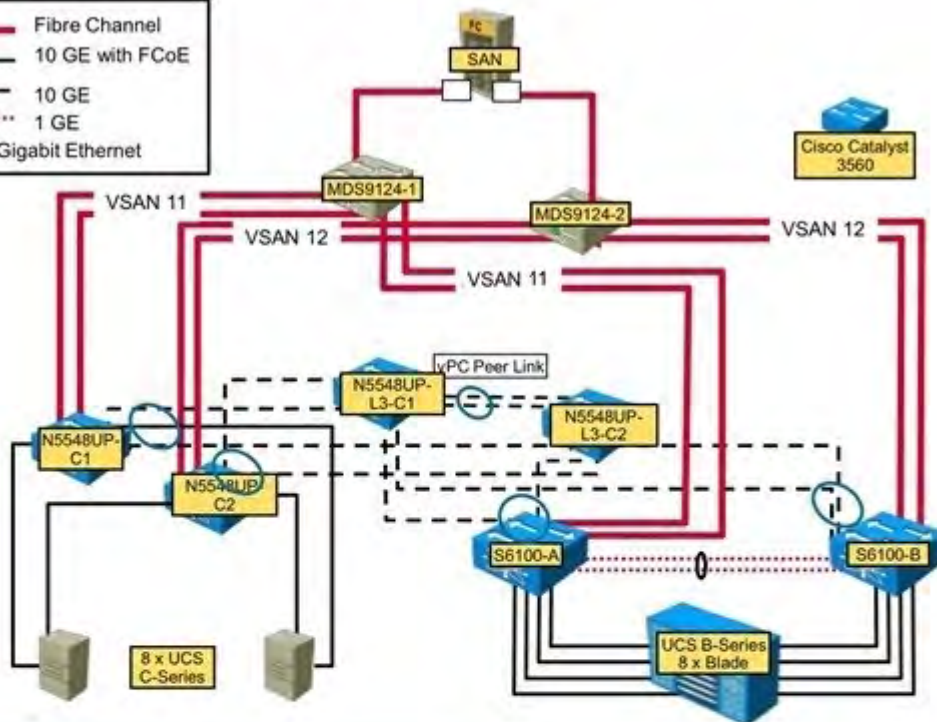 Fibre Channel
10 GE with FCoE
10 GE
1 GE
Gigabit Ethernet
FC
SAN
Cisco Catalyst
3560
MDS9124-1
MDS9124-2
VSAN 11
VSAN 12
VSAN 12
VSAN 11
vPC Peer Link
N5548UP-
L3-C1
N5548UP-
L3-C2
N5548UP-
C1
N5548UP
C2
S6100-A
S6100-B
8 x UCS
C-Series
UCS B-Series
8 x Blade